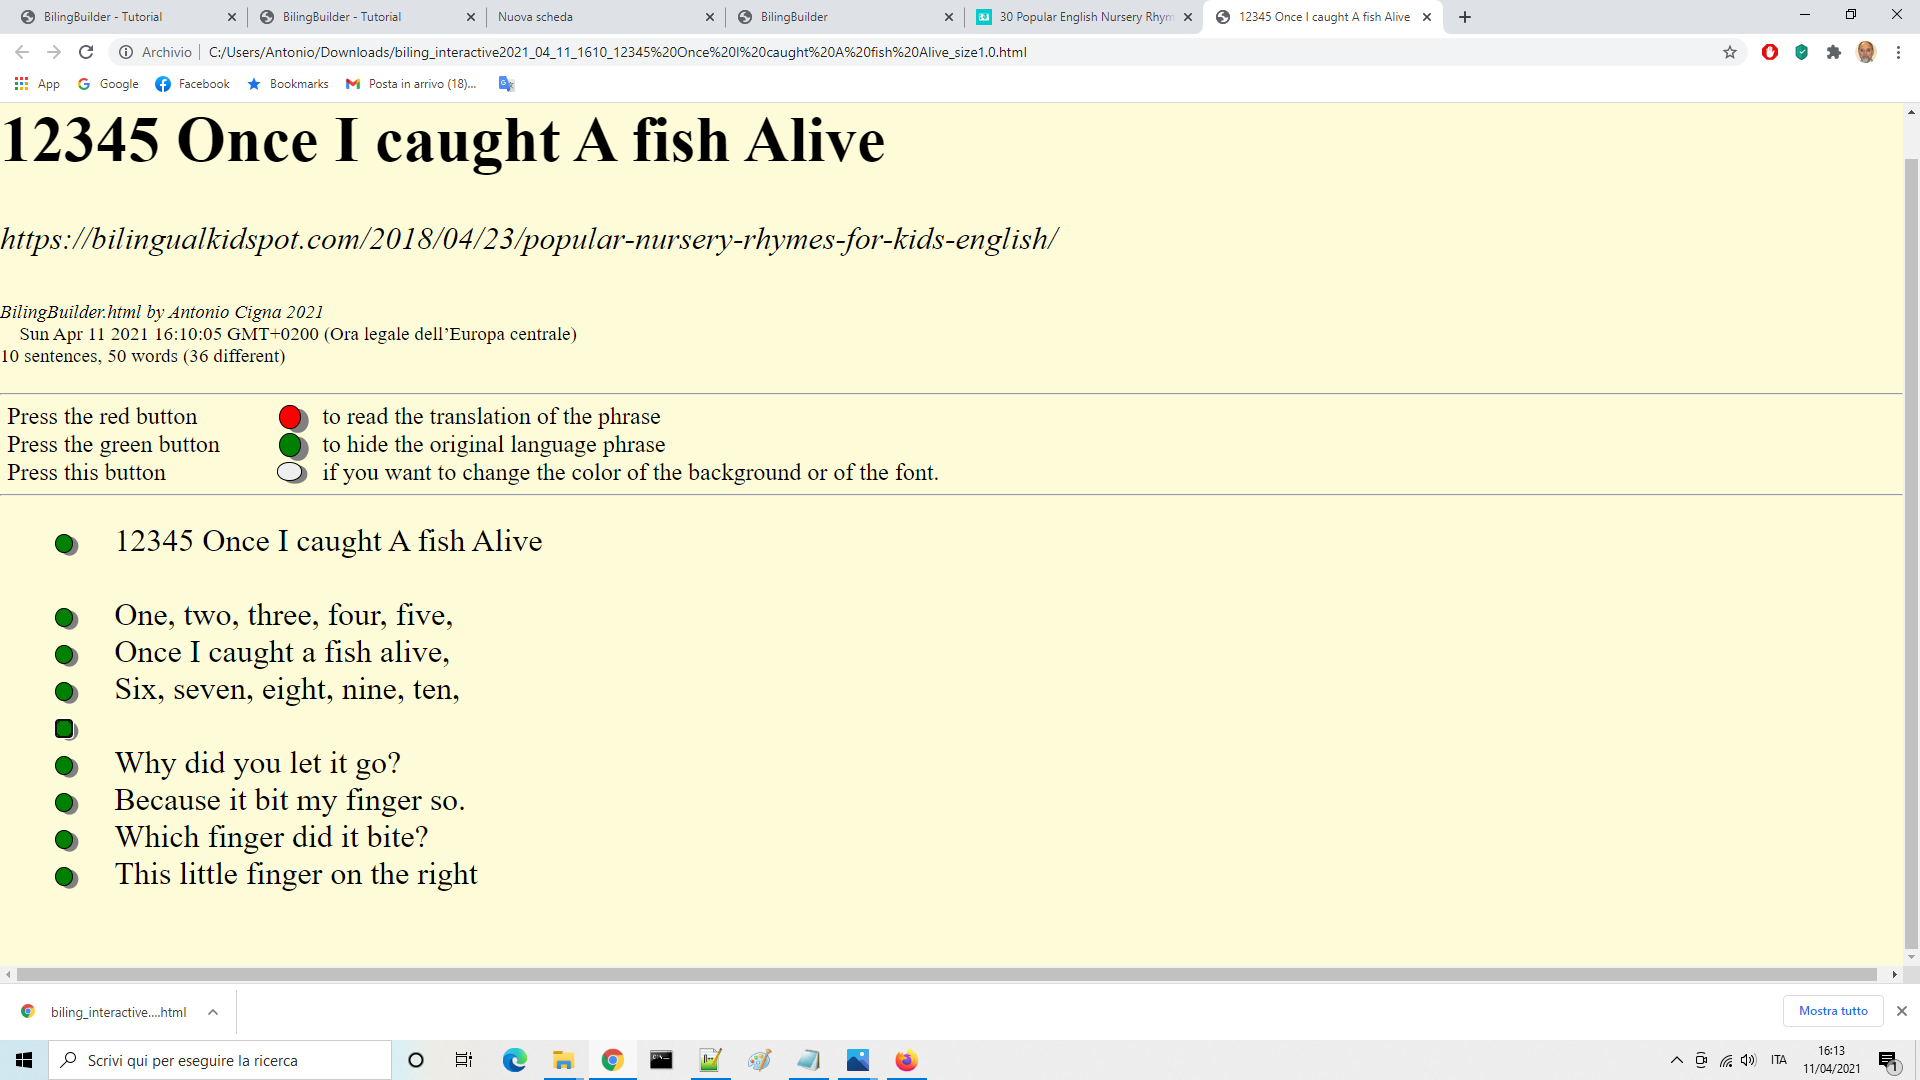 BilingBuilder - Tutorial
BilingBuilder - Tutorial
Nuova scheda
BilingBuilder
30 Popular English Nursery Rhym
12345 Once I caught A fish Alive
Archivio | C:/Users/Antonio/Downloads/biling_interactive2021_04_11_1610_12345%20Once%20I%20caught%20A%20fish%20Alive_size1.0.html
App
Google
Facebook
Bookmarks
Posta in arrivo (18)...
12345 Once I caught A fish Alive
https://bilingualkidspot.com/2018/04/23/popular-nursery-rhymes-for-kids-english/
BilingBuilder.html by Antonio Cigna 2021
Sun Apr 11 2021 16:10:05 GMT+0200 (Ora legale dell’Europa centrale)
10 sentences, 50 words (36 different)
Press the red button to read the translation of the phrase
Press the green button to hide the original language phrase
Press this button if you want to change the color of the background or of the font.
12345 Once I caught A fish Alive
One, two, three, four, five,
Once I caught a fish alive,
Six, seven, eight, nine, ten,
Why did you let it go?
Because it bit my finger so.
Which finger did it bite?
This little finger on the right
biling_interactive....html
Mostra tutto
Scrivi qui per eseguire la ricerca
ITA
16:13
11/04/2021
1